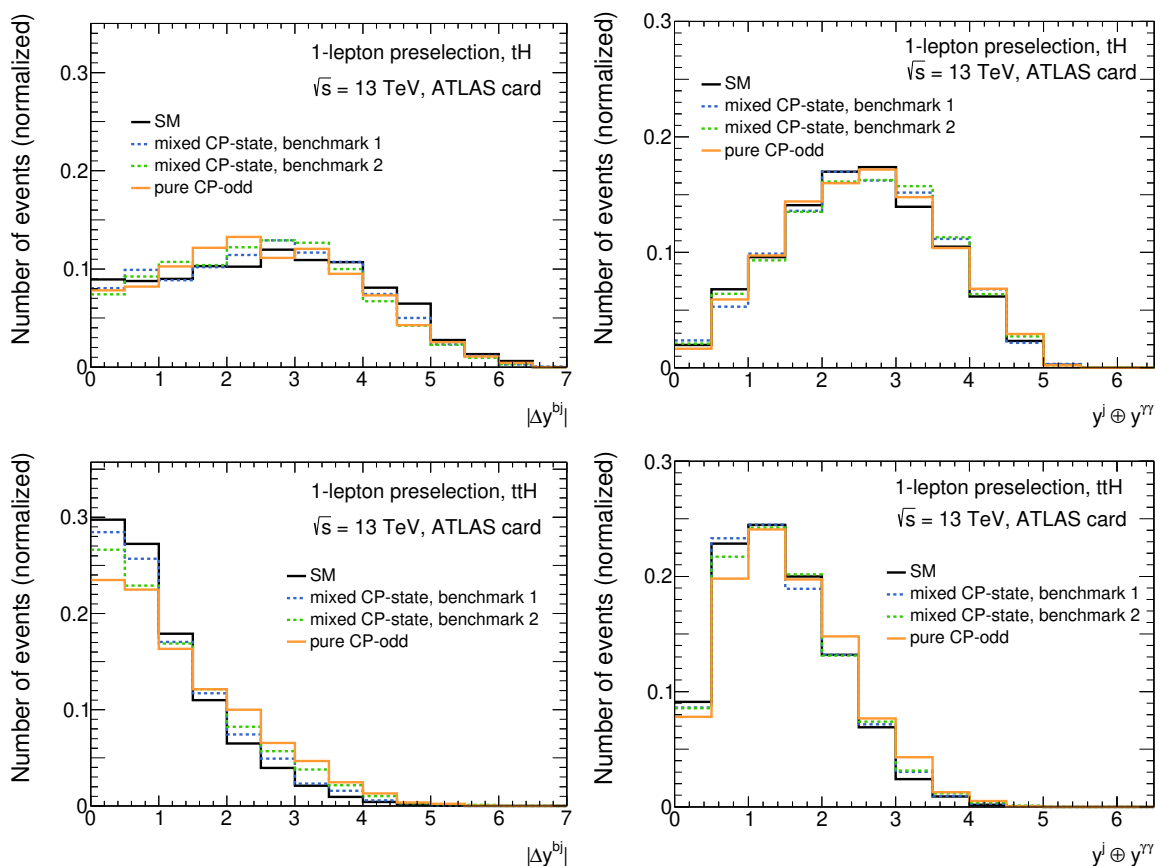 Number of events (normalized)
0.3
0.2
0.1
0
1-lepton preselection, tH
√s = 13 TeV, ATLAS card
SM
mixed CP-state, benchmark 1
mixed CP-state, benchmark 2
pure CP-odd
0 1 2 3 4 5 6 7
|Δy^bj|
Number of events (normalized)
0.3
0.2
0.1
0
1-lepton preselection, tH
√s = 13 TeV, ATLAS card
SM
mixed CP-state, benchmark 1
mixed CP-state, benchmark 2
pure CP-odd
0 1 2 3 4 5 6
y^j ⊕ y^γγ
Number of events (normalized)
0.3
0.2
0.1
0
1-lepton preselection, ttH
√s = 13 TeV, ATLAS card
SM
mixed CP-state, benchmark 1
mixed CP-state, benchmark 2
pure CP-odd
0 1 2 3 4 5 6 7
|Δy^bj|
Number of events (normalized)
0.3
0.2
0.1
0
1-lepton preselection, ttH
√s = 13 TeV, ATLAS card
SM
mixed CP-state, benchmark 1
mixed CP-state, benchmark 2
pure CP-odd
0 1 2 3 4 5 6
y^j ⊕ y^γγ